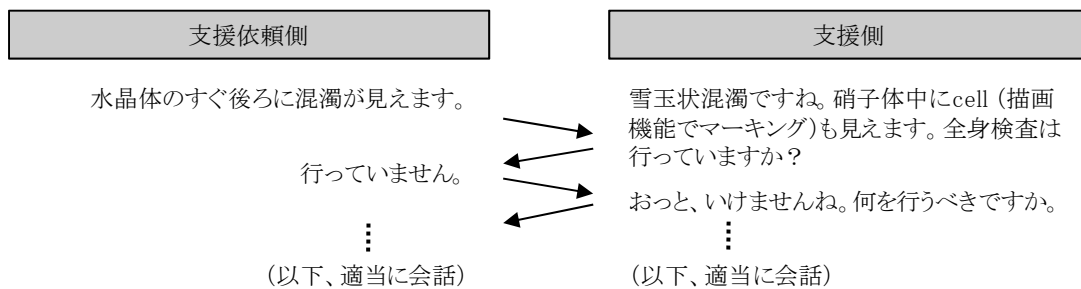 支援依頼側
支援側
水晶体のすぐ後ろに混濁が見えます。
雪玉状混濁ですね。硝子体中にcell（描画
機能でマーキング）も見えます。全身検査は
行っていますか？
行っていません。
おっと、いけませんね。何を行うべきですか。
（以下、適当に会話）
（以下、適当に会話）